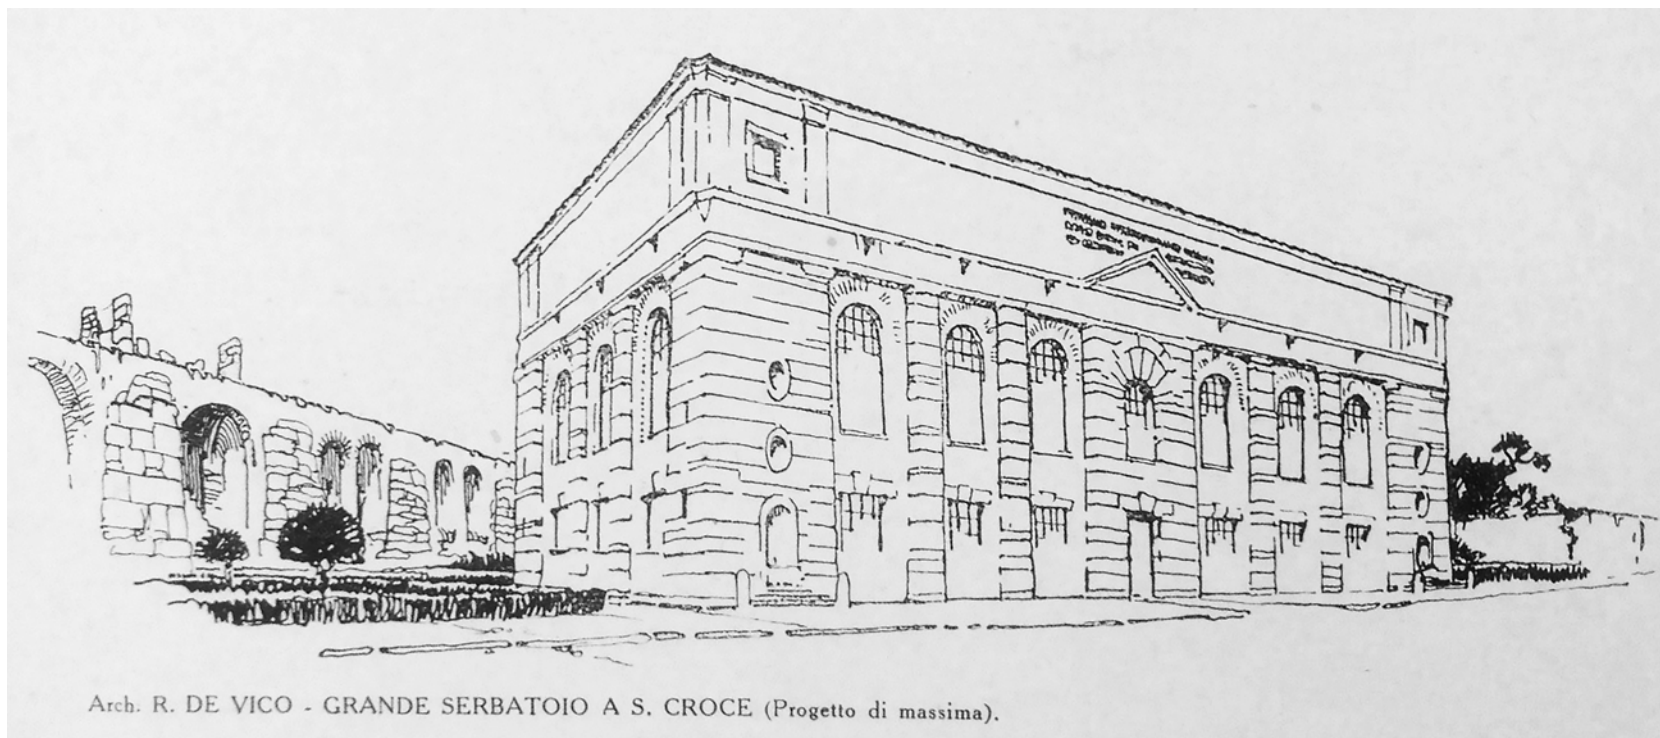 Arch. R. DE VICO - GRANDE SERBATOIO A S. CROCE (Progetto di massima).